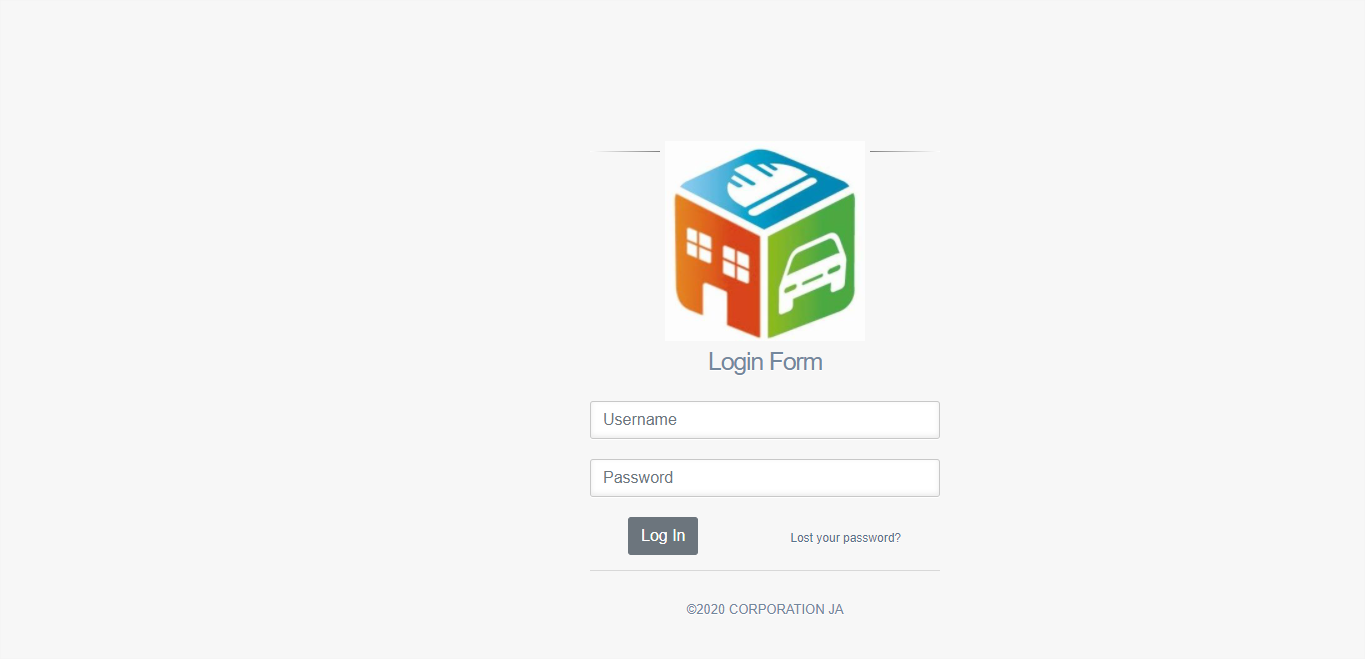 Login Form
Username
Password
Log In
Lost your password?
©2020 CORPORATION JA